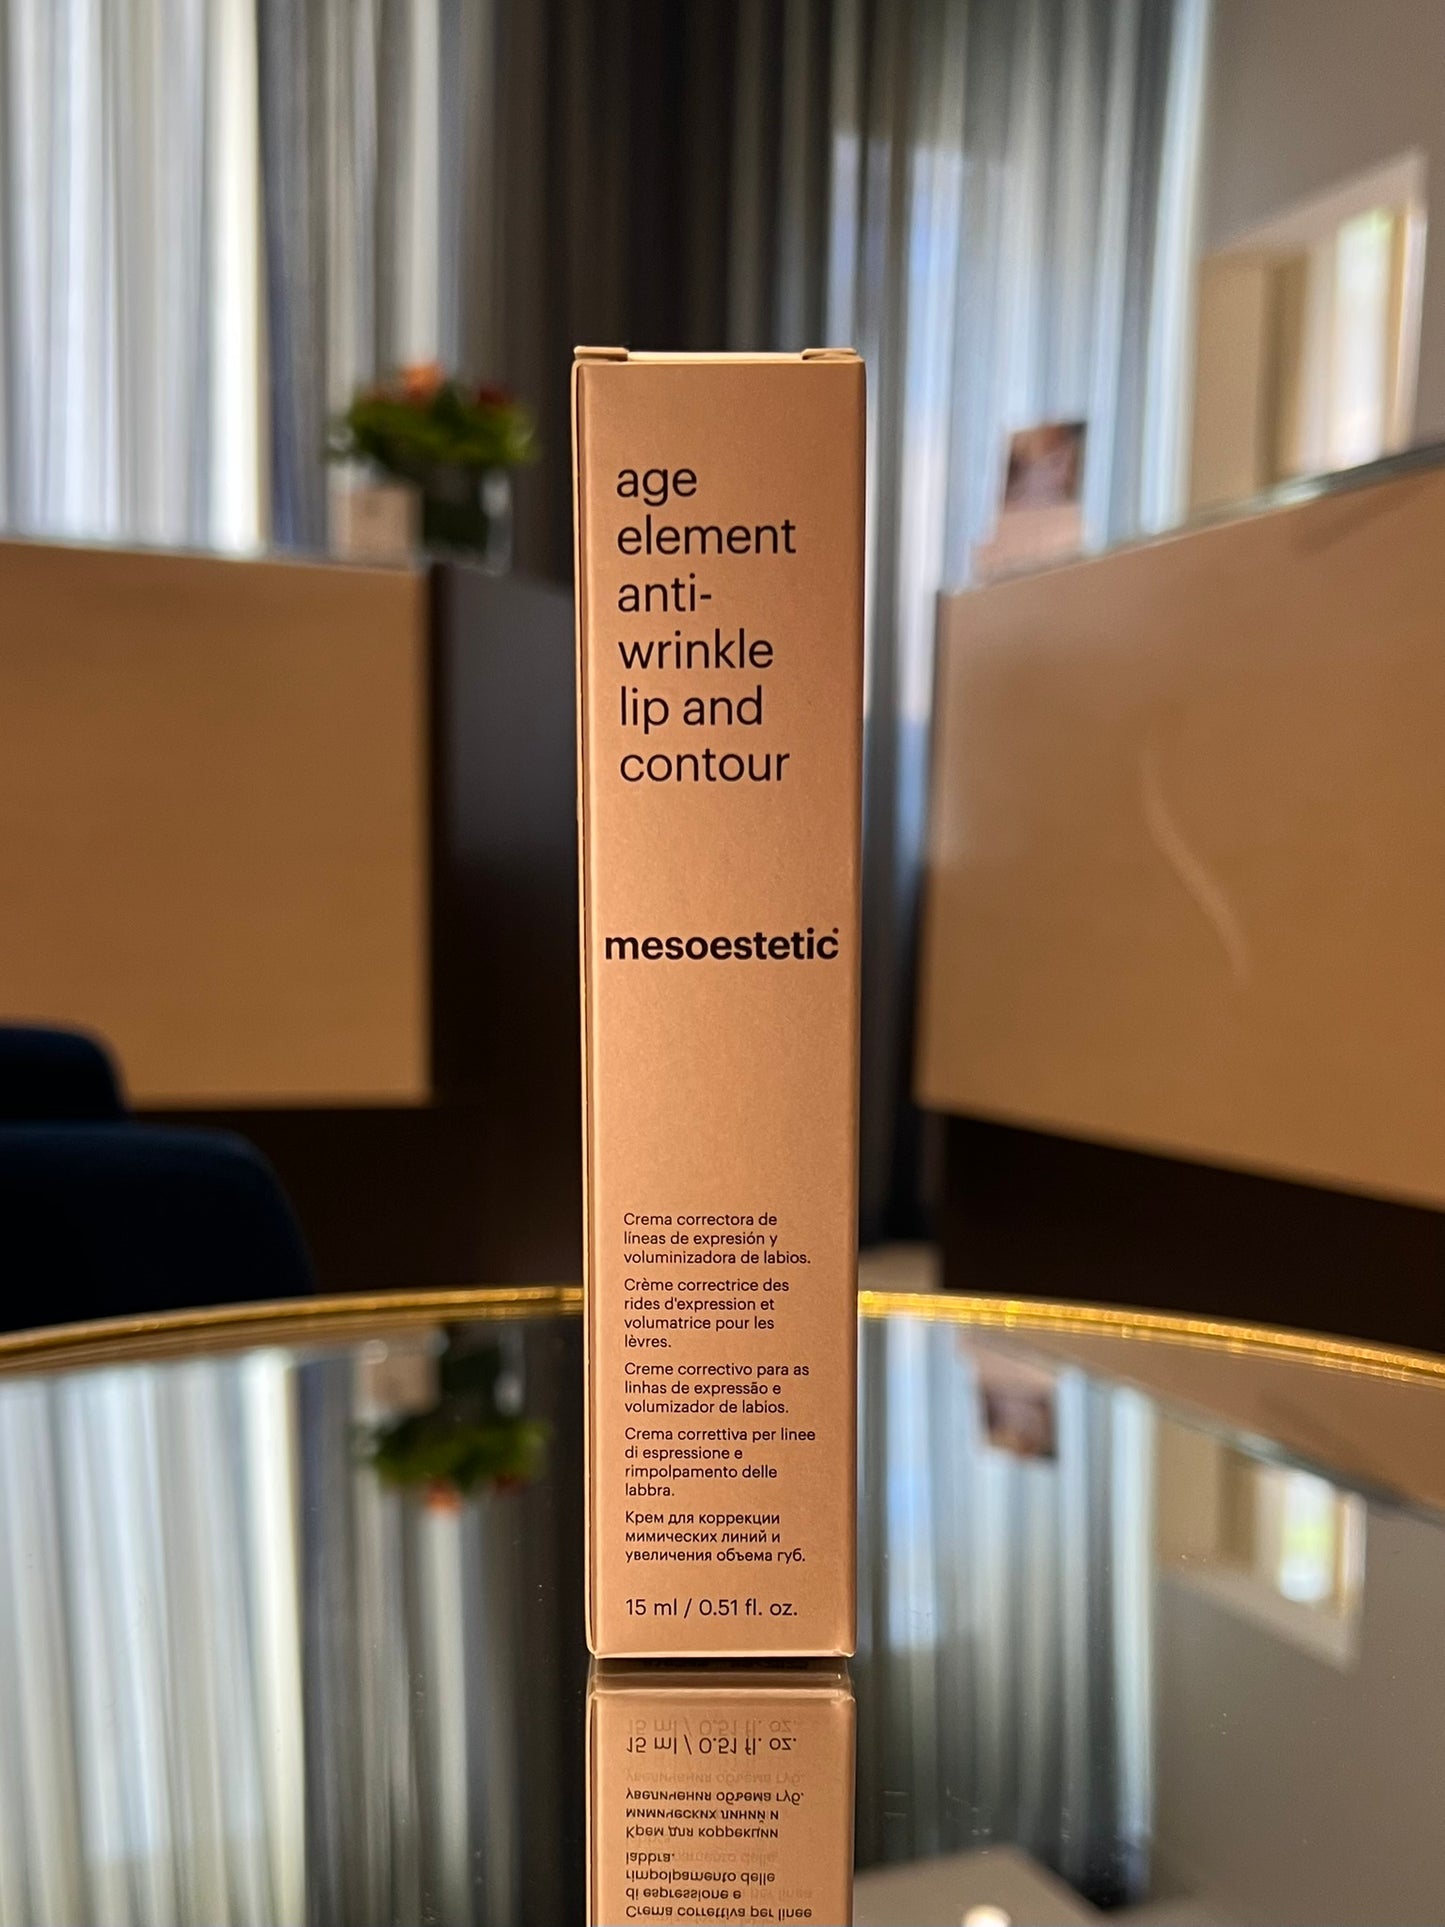 age
element
anti-
wrinkle
lip and
contour
mesoestetic
Crema correctora de
líneas de expresión y
voluminizadora de labios.
Crème correctrice des
rides d'expression et
volumatrice pour les
lèvres.
Creme correctivo para as
linhas de expressão e
volumizador de labios.
Crema correttiva per linee
di espressione e
rimpolpamento delle
labbra.
Крем для коррекции
мимических линий и
увеличения объема губ.
15 ml / 0.51 fl. oz.